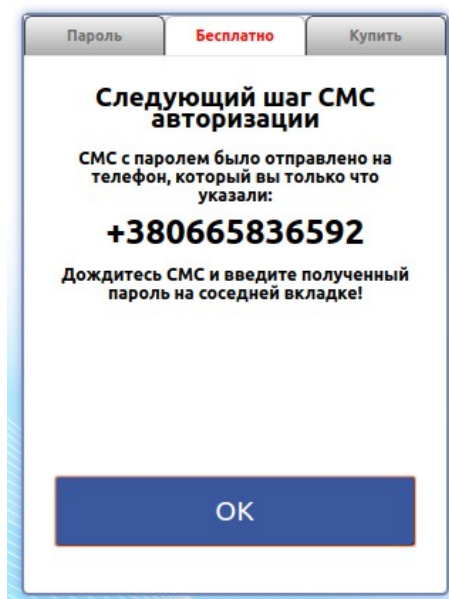 Пароль
Бесплатно
Купить
Следующий шаг СМС
авторизации
СМС с паролем было отправлено на
телефон, который вы только что
указали:
+380665836592
Дождитесь СМС и введите полученный
пароль на соседней вкладке!
OK